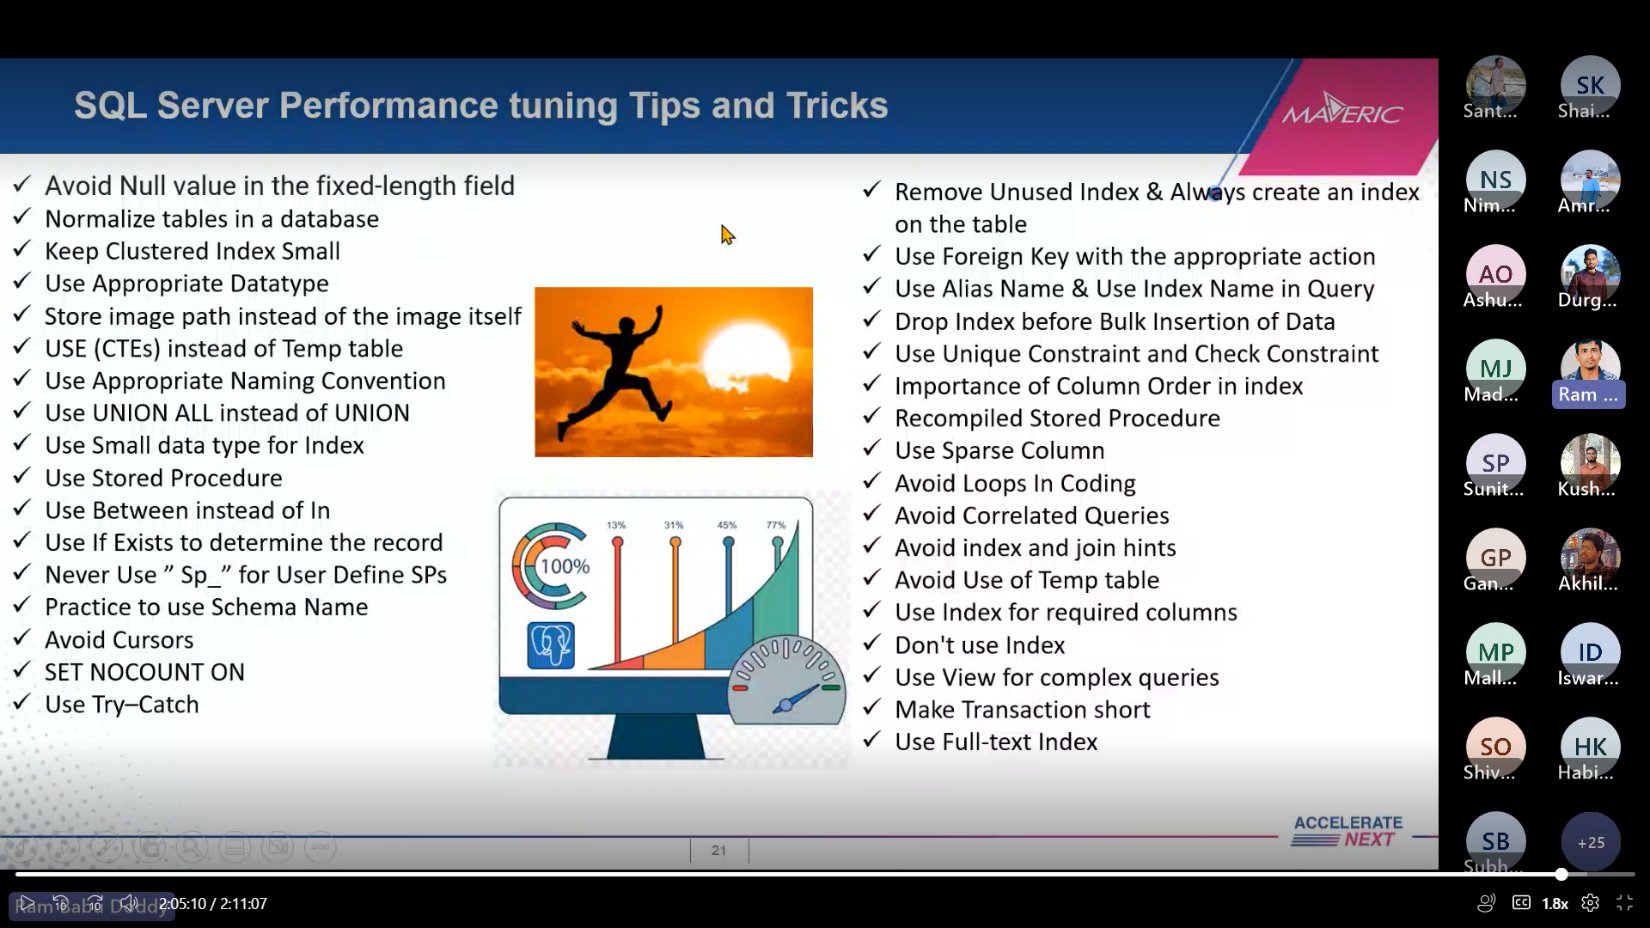 SQL Server Performance tuning Tips and Tricks
MAVERIC
✓ Avoid Null value in the fixed-length field
✓ Normalize tables in a database
✓ Keep Clustered Index Small
✓ Use Appropriate Datatype
✓ Store image path instead of the image itself
✓ USE (CTEs) instead of Temp table
✓ Use Appropriate Naming Convention
✓ Use UNION ALL instead of UNION
✓ Use Small data type for Index
✓ Use Stored Procedure
✓ Use Between instead of In
✓ Use If Exists to determine the record
✓ Never Use ” Sp_” for User Define SPs
✓ Practice to use Schema Name
✓ Avoid Cursors
✓ SET NOCOUNT ON
✓ Use Try–Catch
13% 31% 45% 77%
100%
✓ Remove Unused Index & Always create an index
on the table
✓ Use Foreign Key with the appropriate action
✓ Use Alias Name & Use Index Name in Query
✓ Drop Index before Bulk Insertion of Data
✓ Use Unique Constraint and Check Constraint
✓ Importance of Column Order in index
✓ Recompiled Stored Procedure
✓ Use Sparse Column
✓ Avoid Loops In Coding
✓ Avoid Correlated Queries
✓ Avoid index and join hints
✓ Avoid Use of Temp table
✓ Use Index for required columns
✓ Don't use Index
✓ Use View for complex queries
✓ Make Transaction short
✓ Use Full-text Index
ACCELERATE
NEXT
21
Sant...
SK
Shai...
NS
Nim...
Amr...
AO
Ashu...
Durg...
MJ
Mad...
Ram ...
SP
Sunit...
Kush...
GP
Gan...
Akhil...
MP
Mall...
ID
Iswar...
SO
Shiv...
HK
Habi...
SB
Subh...
+25
Ram Babu Doddy
10
10
2:05:10 / 2:11:07
CC
1.8x